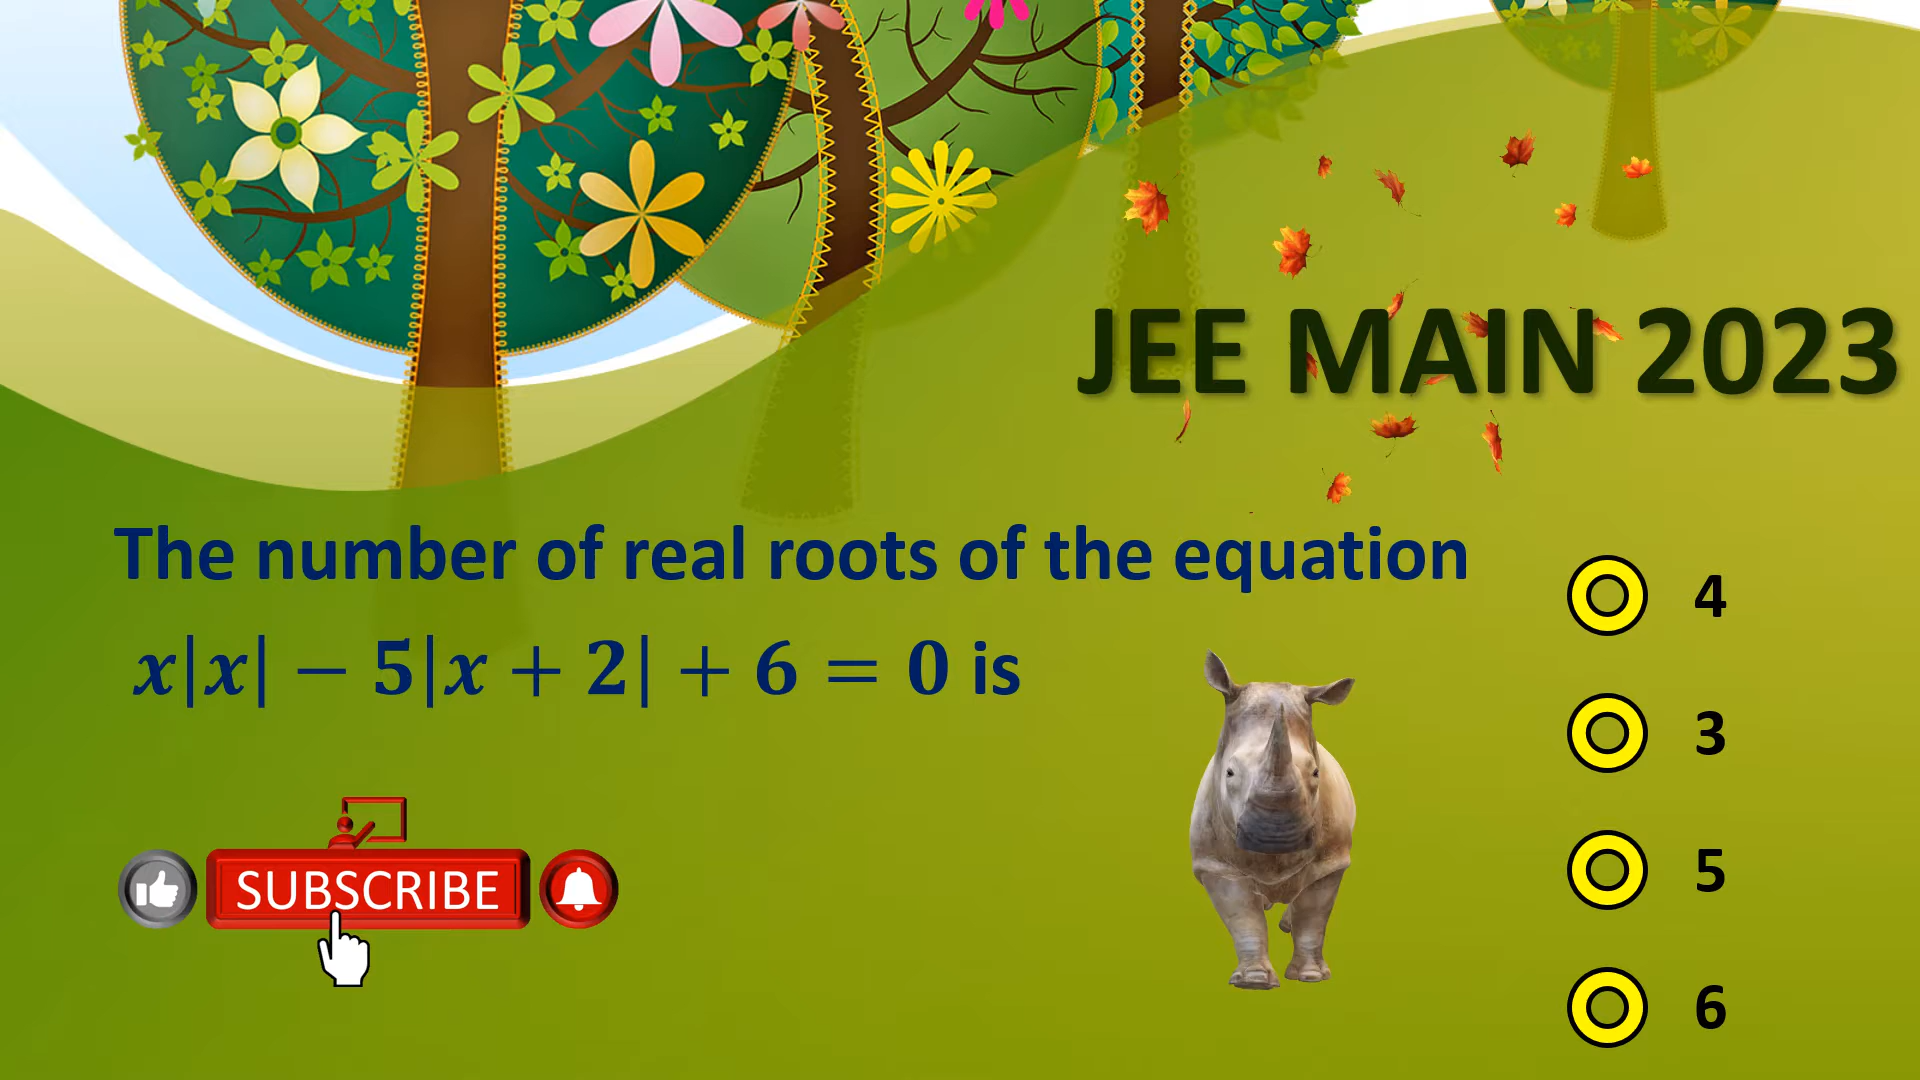 JEE MAIN 2023
The number of real roots of the equation
x|x| − 5|x + 2| + 6 = 0 is
4
3
5
6
SUBSCRIBE